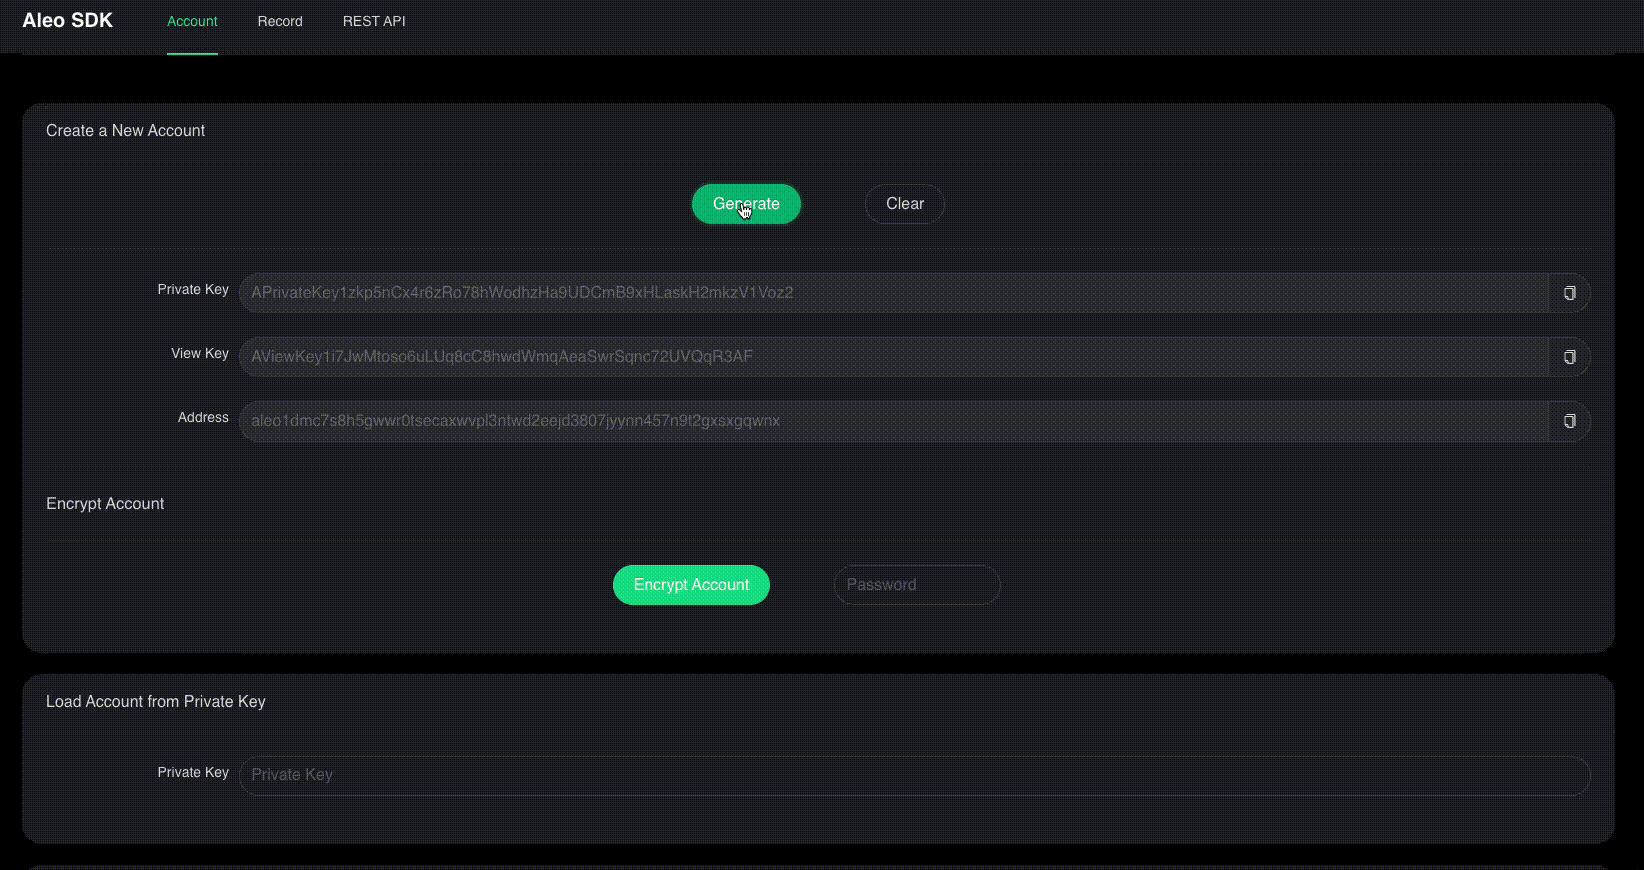 Aleo SDK Account Record REST API
Create a New Account
Generate Clear
Private Key APrivateKey1zkp5nCx4r6zRo78hWodhzHa9UDCmB9xHLaskH2mkzV1Voz2
View Key AViewKey1i7JwMtoso6uLUq8cC8hwdWmqAeaSwrSqnc72UVQqR3AF
Address aleo1dmc7s8h5gwwr0tsecaxwvpl3ntwd2eejd3807jyynn457n9t2gxsxgqwnx
Encrypt Account
Encrypt Account Password
Load Account from Private Key
Private Key Private Key